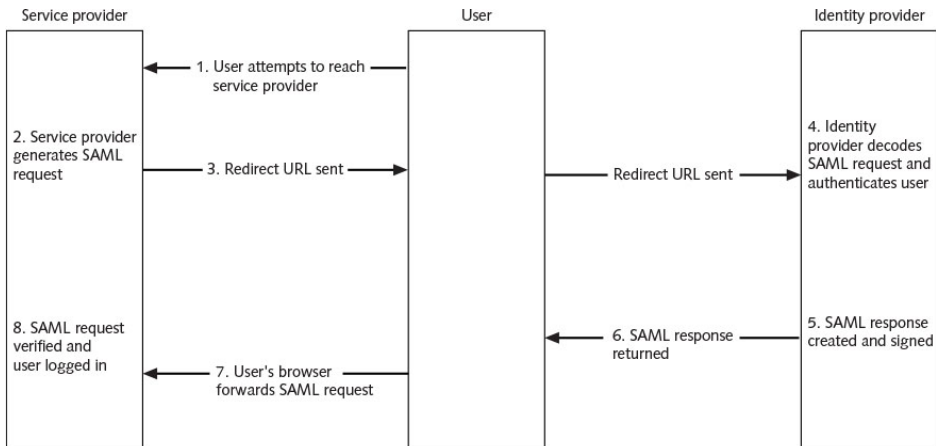 Service provider
User
Identity provider
1. User attempts to reach
service provider
2. Service provider
generates SAML
request
3. Redirect URL sent
Redirect URL sent
4. Identity
provider decodes
SAML request and
authenticates user
8. SAML request
verified and
user logged in
7. User's browser
forwards SAML request
6. SAML response
returned
5. SAML response
created and signed